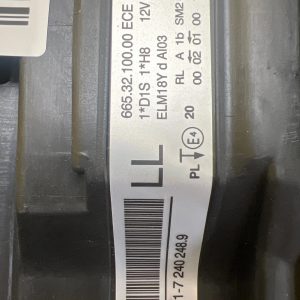 665.32.100.00 ECE
1*D1S 1*H8 12V
ELM18Y d AI03
RL A 1b SM2
20 00 02 01 00
LL
PL E4
1-7 240 248.9